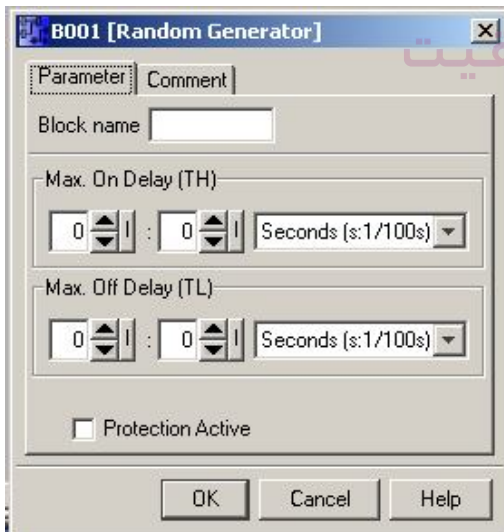 B001 [Random Generator]
Parameter Comment
Block name
Max. On Delay (TH)
0 : 0 Seconds (s:1/100s)
Max. Off Delay (TL)
0 : 0 Seconds (s:1/100s)
Protection Active
OK Cancel Help